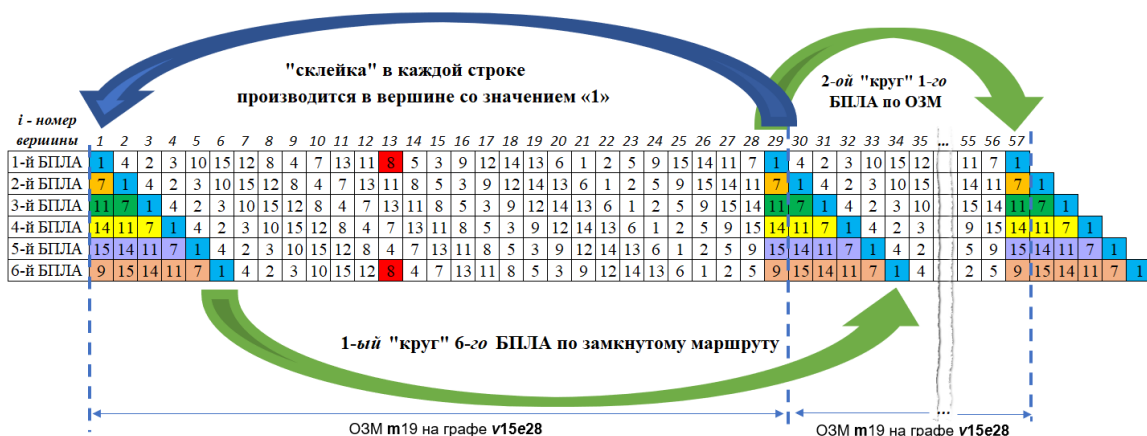 "склейка" в каждой строке
производится в вершине со значением «1»
2-ой "круг" 1-го
БПЛА по ОЗМ
i - номер
вершины 1 2 3 4 5 6 7 8 9 10 11 12 13 14 15 16 17 18 19 20 21 22 23 24 25 26 27 28 29 30 31 32 33 34 35 ... 55 56 57
1-й БПЛА 1 4 2 3 10 15 12 8 4 7 13 11 8 5 3 9 12 14 13 6 1 2 5 9 15 14 11 7 1 4 2 3 10 15 12 11 7 1
2-й БПЛА 7 1 4 2 3 10 15 12 8 4 7 13 11 8 5 3 9 12 14 13 6 1 2 5 9 15 14 11 7 1 4 2 3 10 15 14 11 7 1
3-й БПЛА 11 7 1 4 2 3 10 15 12 8 4 7 13 11 8 5 3 9 12 14 13 6 1 2 5 9 15 14 11 7 1 4 2 3 10 15 14 11 7 1
4-й БПЛА 14 11 7 1 4 2 3 10 15 12 8 4 7 13 11 8 5 3 9 12 14 13 6 1 2 5 9 15 14 11 7 1 4 2 3 9 15 14 11 7 1
5-й БПЛА 15 14 11 7 1 4 2 3 10 15 12 8 4 7 13 11 8 5 3 9 12 14 13 6 1 2 5 9 15 14 11 7 1 4 2 5 9 15 14 11 7 1
6-й БПЛА 9 15 14 11 7 1 4 2 3 10 15 12 8 4 7 13 11 8 5 3 9 12 14 13 6 1 2 5 9 15 14 11 7 1 4 2 5 9 15 14 11 7 1
1-ый "круг" 6-го БПЛА по замкнутому маршруту
...
ОЗМ m19 на графе v15e28
ОЗМ m19 на графе v15e28